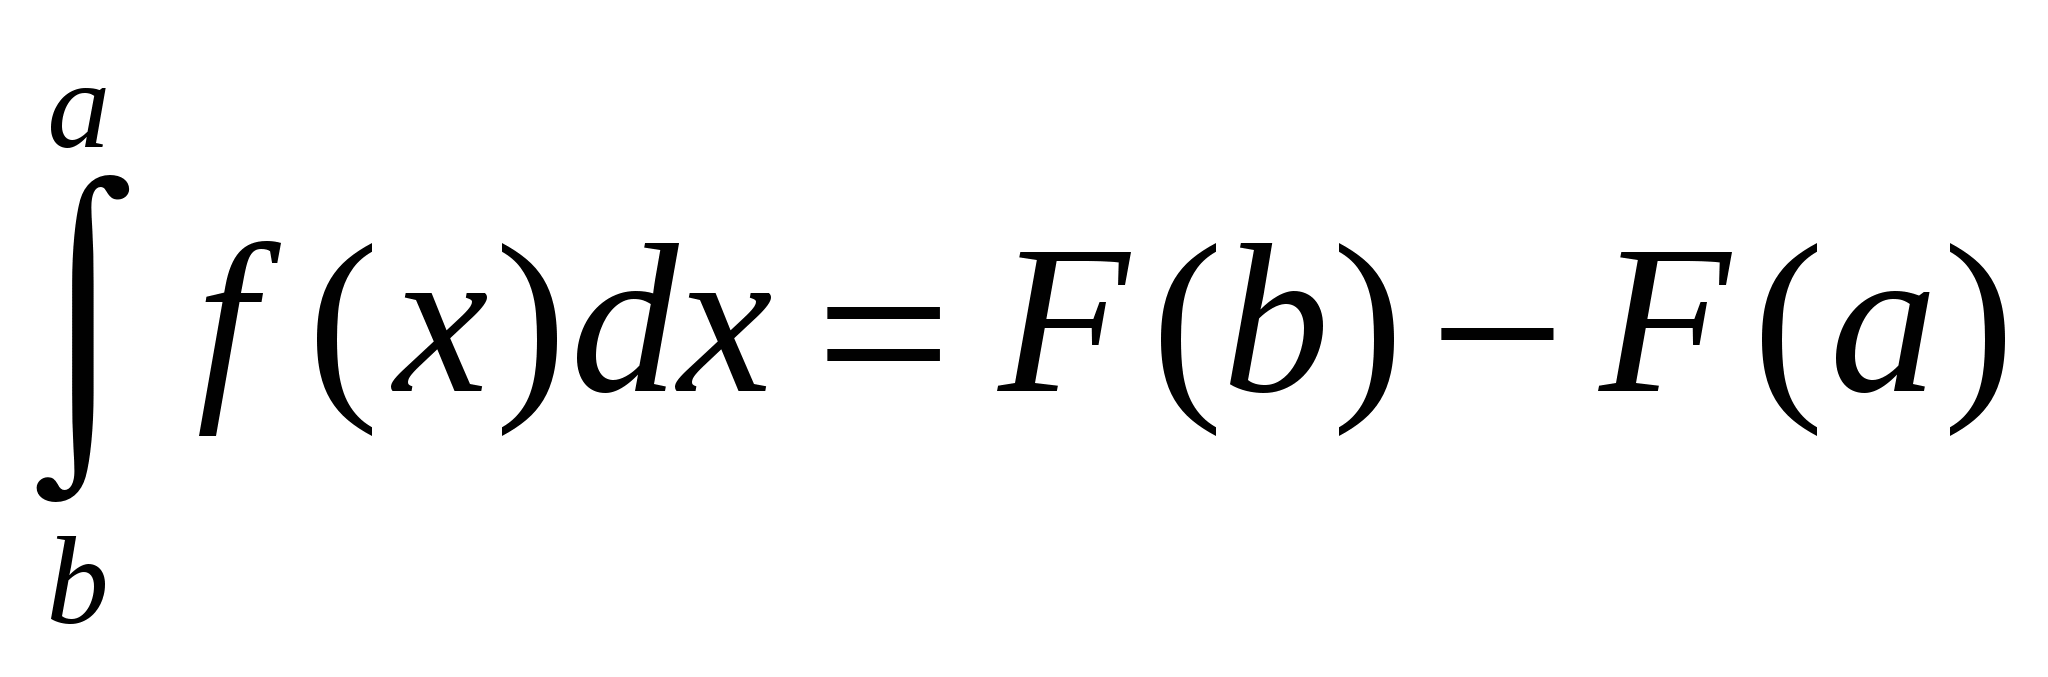 a
∫ f(x)dx = F(b) − F(a)
b